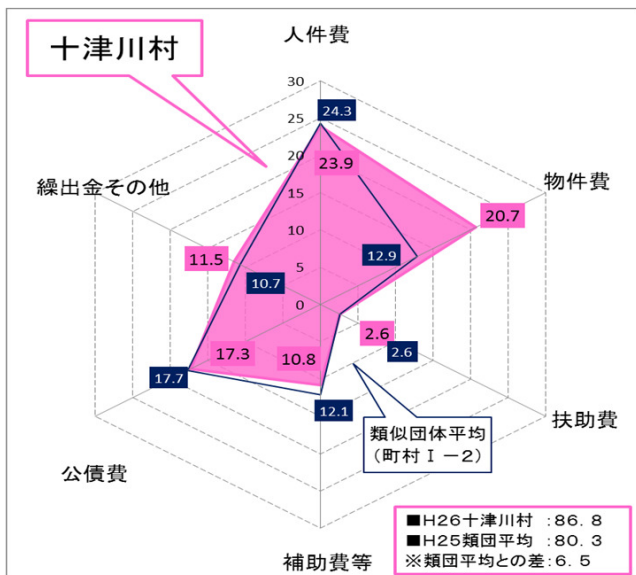 人件費
十津川村
30
24.3
25
20
23.9
物件費
繰出金その他
20.7
15
11.5
10
12.9
10.7
5
0
17.3
10.8
2.6
2.6
17.7
12.1
類似団体平均
(町村Ⅰ－2)
扶助費
公債費
補助費等
■H26十津川村 :86.8
■H25類団平均 :80.3
※類団平均との差:6.5